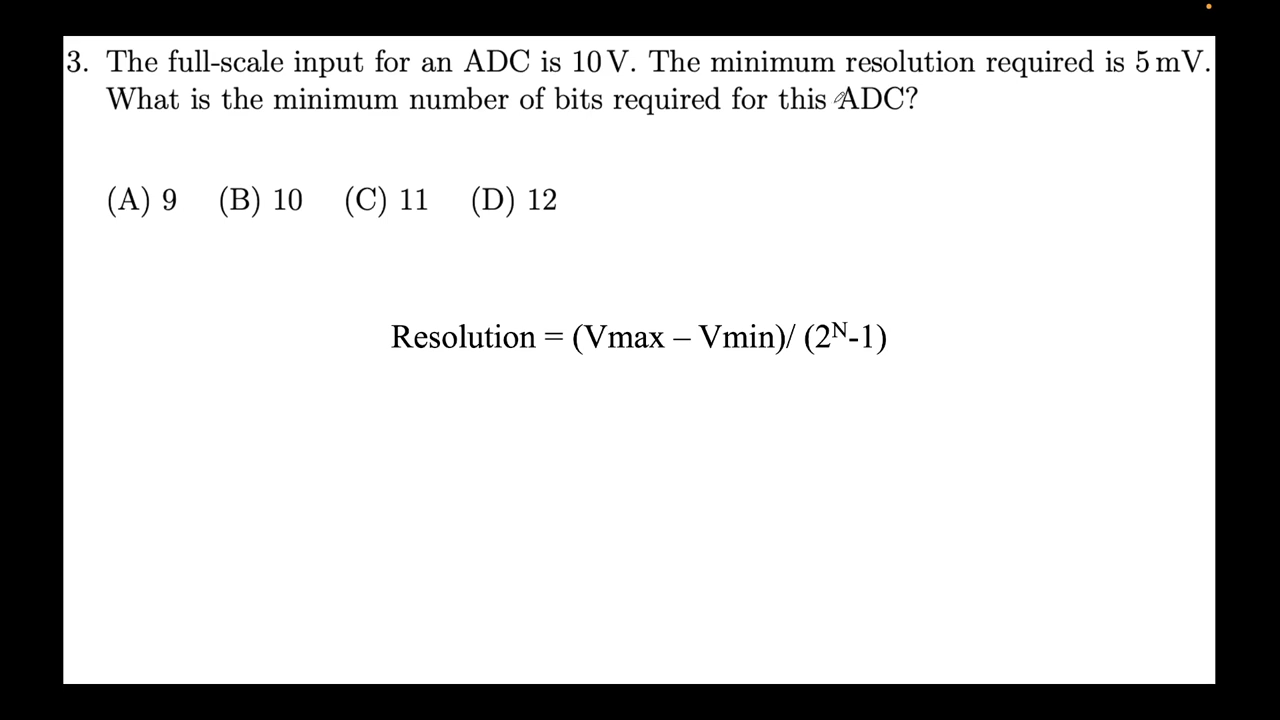 3. The full-scale input for an ADC is 10 V. The minimum resolution required is 5 mV.
What is the minimum number of bits required for this ADC?
(A) 9 (B) 10 (C) 11 (D) 12
Resolution = (Vmax – Vmin)/ (2ᴺ-1)